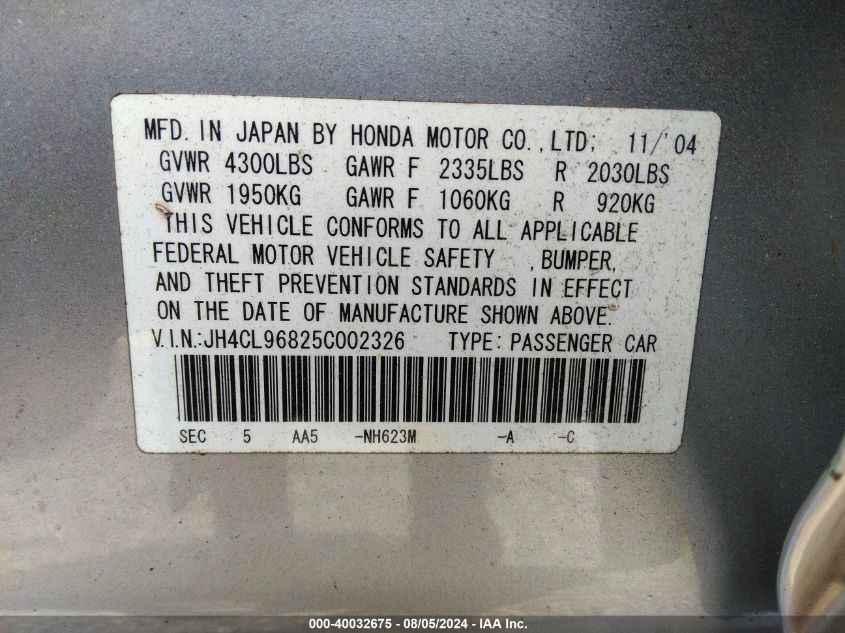 MFD. IN JAPAN BY HONDA MOTOR CO.,LTD; 11/'04
GVWR 4300LBS GAWR F 2335LBS R 2030LBS
GVWR 1950KG GAWR F 1060KG R 920KG
THIS VEHICLE CONFORMS TO ALL APPLICABLE
FEDERAL MOTOR VEHICLE SAFETY , BUMPER,
AND THEFT PREVENTION STANDARDS IN EFFECT
ON THE DATE OF MANUFACTURE SHOWN ABOVE.
V.I.N.:JH4CL96825C002326 TYPE: PASSENGER CAR
SEC 5 AA5 -NH623M -A -C
000-40032675 - 08/05/2024 - IAA Inc.